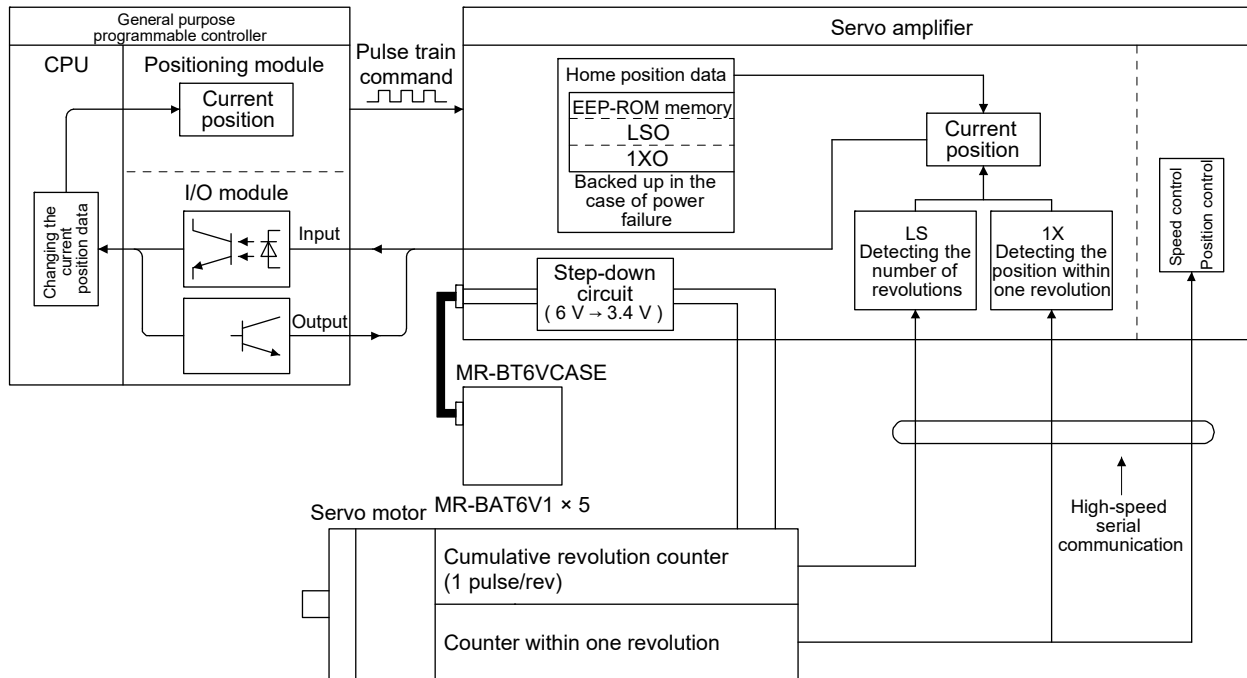 General purpose
programmable controller
CPU
Positioning module
Current
position
I/O module
Changing the
current
position data
Input
Output
Pulse train
command
Servo amplifier
Home position data
EEP-ROM memory
LSO
1XO
Backed up in the
case of power
failure
Current
position
LS
Detecting the
number of
revolutions
1X
Detecting the
position within
one revolution
Speed control
Position control
Step-down
circuit
( 6 V → 3.4 V )
MR-BT6VCASE
MR-BAT6V1 × 5
High-speed
serial
communication
Servo motor
Cumulative revolution counter
(1 pulse/rev)
Counter within one revolution